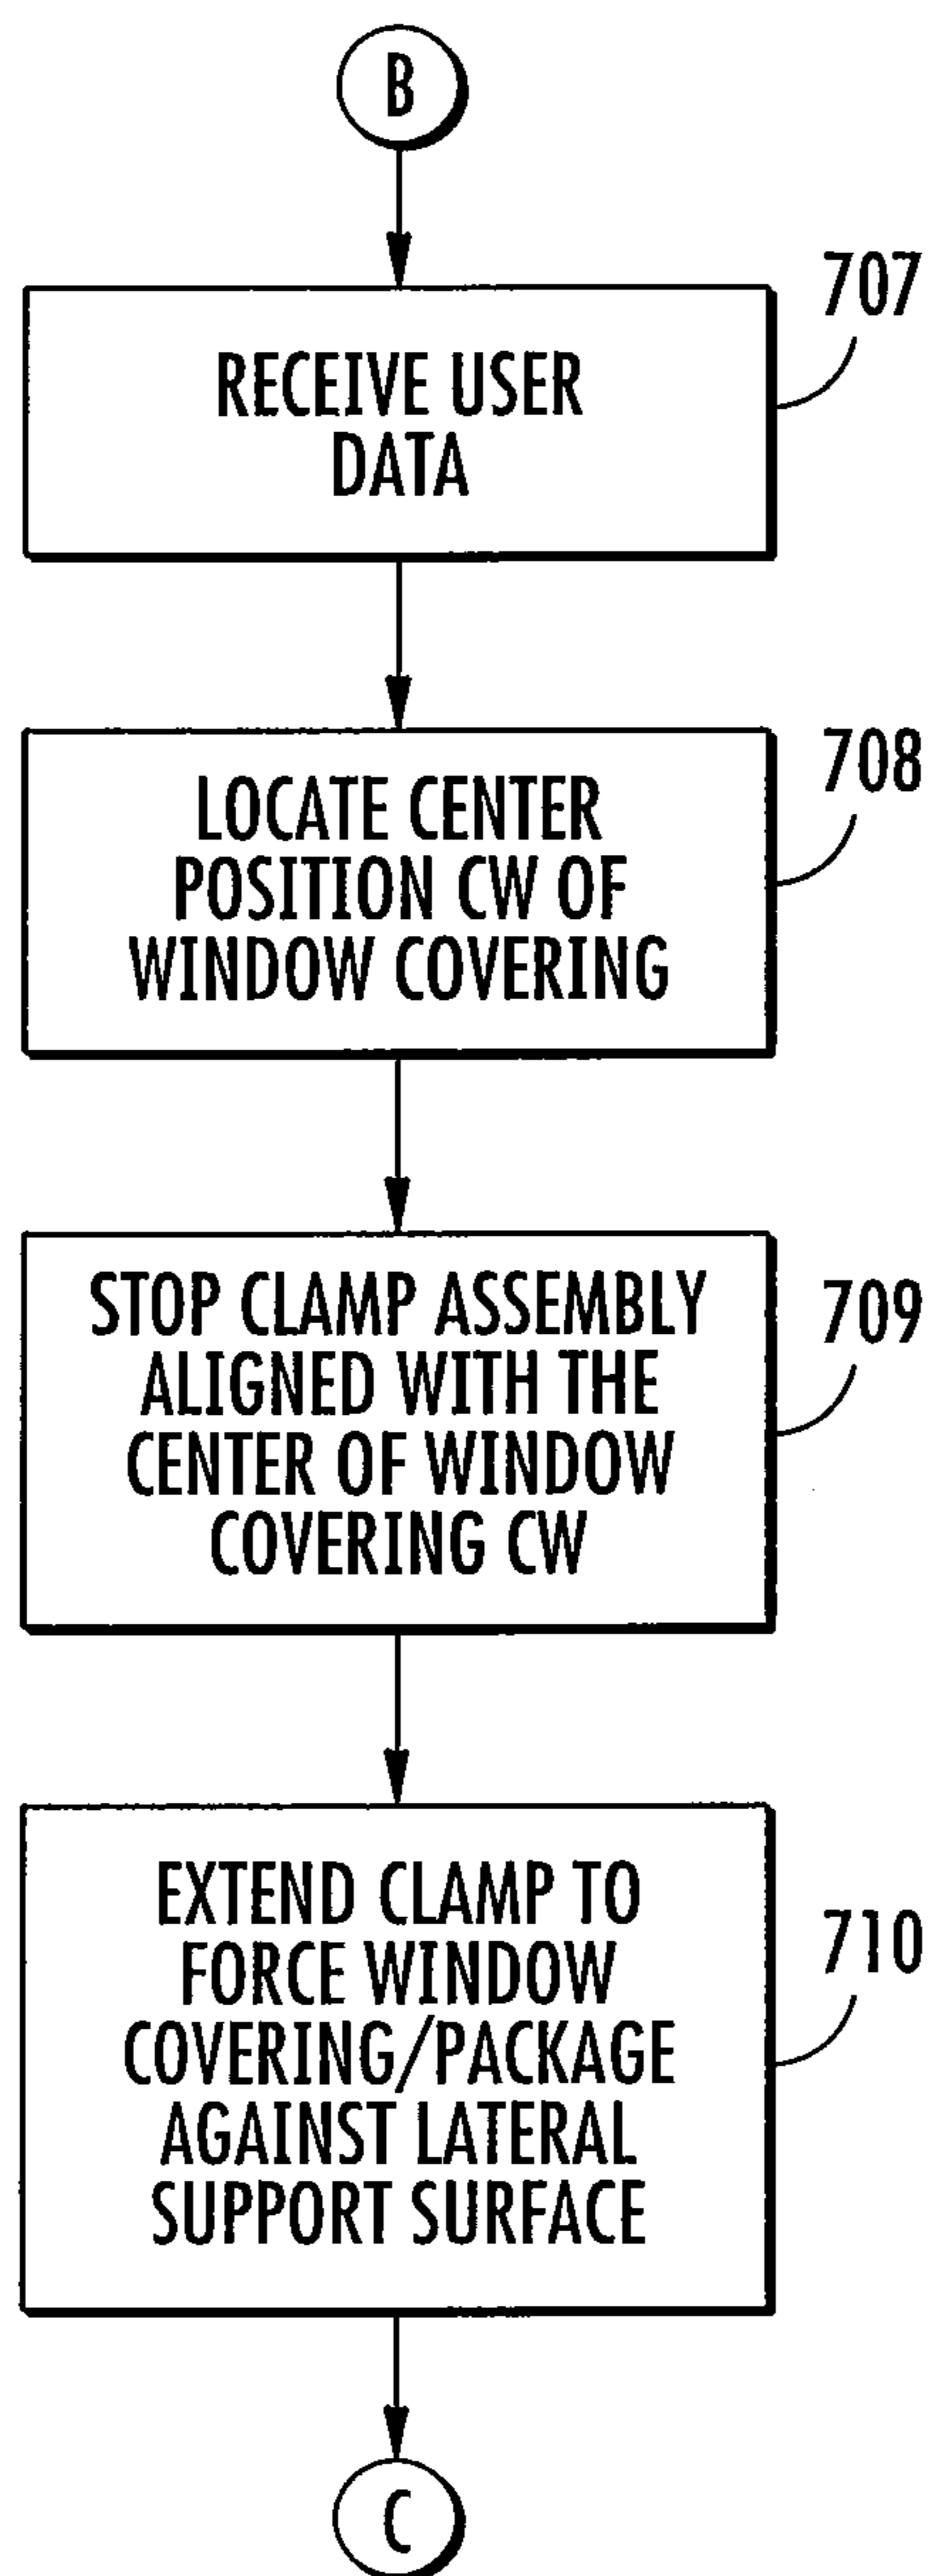 B
707
RECEIVE USER
DATA
708
LOCATE CENTER
POSITION CW OF
WINDOW COVERING
709
STOP CLAMP ASSEMBLY
ALIGNED WITH THE
CENTER OF WINDOW
COVERING CW
710
EXTEND CLAMP TO
FORCE WINDOW
COVERING/PACKAGE
AGAINST LATERAL
SUPPORT SURFACE
C